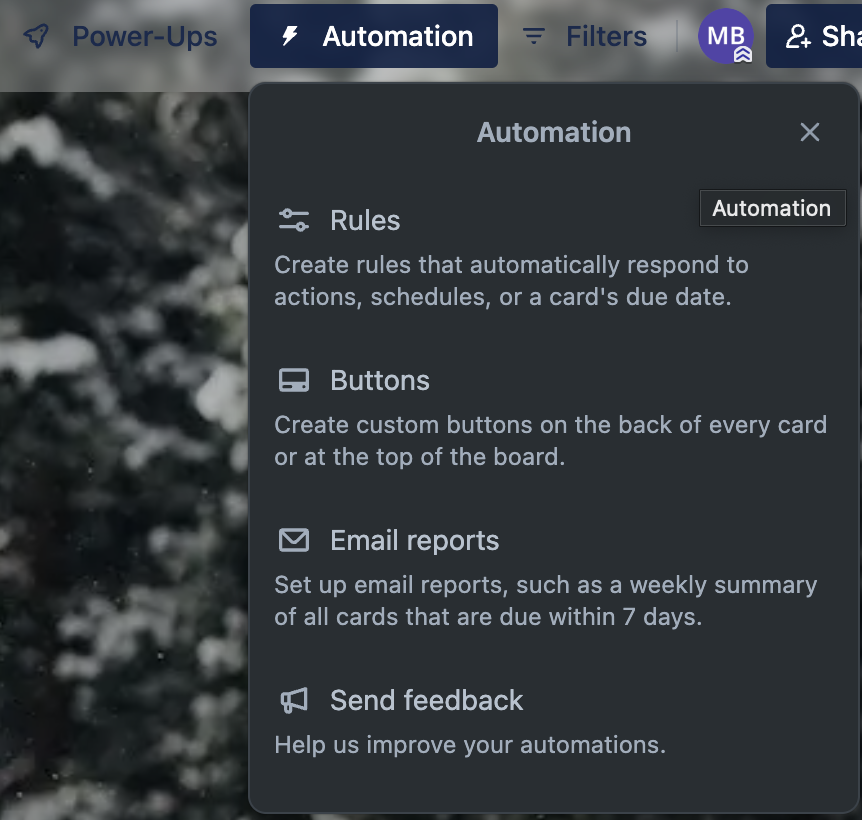 Power-Ups
Automation
Filters
MB
Sha
Automation
Automation
Rules
Create rules that automatically respond to
actions, schedules, or a card's due date.
Buttons
Create custom buttons on the back of every card
or at the top of the board.
Email reports
Set up email reports, such as a weekly summary
of all cards that are due within 7 days.
Send feedback
Help us improve your automations.